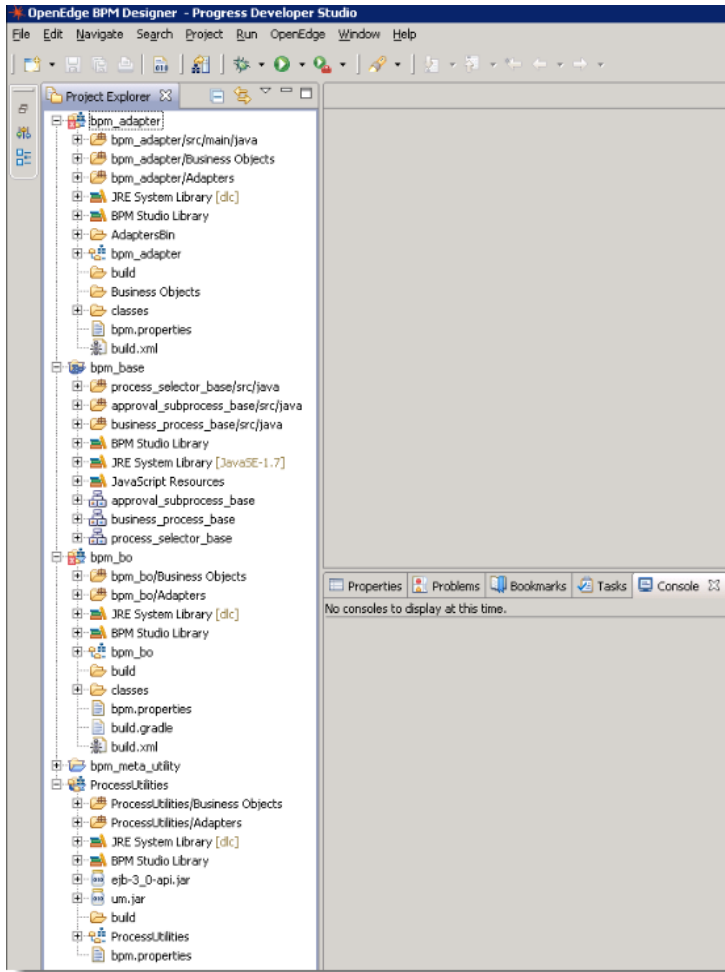 OpenEdge BPM Designer - Progress Developer Studio
File Edit Navigate Search Project Run OpenEdge Window Help
Project Explorer
bpm_adapter
bpm_adapter/src/main/java
bpm_adapter/Business Objects
bpm_adapter/Adapters
JRE System Library [dlc]
BPM Studio Library
AdaptersBin
bpm_adapter
build
Business Objects
classes
bpm.properties
build.xml
bpm_base
process_selector_base/src/java
approval_subprocess_base/src/java
business_process_base/src/java
BPM Studio Library
JRE System Library [JavaSE-1.7]
JavaScript Resources
approval_subprocess_base
business_process_base
process_selector_base
bpm_bo
bpm_bo/Business Objects
bpm_bo/Adapters
JRE System Library [dlc]
BPM Studio Library
bpm_bo
build
classes
bpm.properties
build.gradle
build.xml
bpm_meta_utility
ProcessUtilities
ProcessUtilities/Business Objects
ProcessUtilities/Adapters
JRE System Library [dlc]
BPM Studio Library
ejb-3_0-api.jar
um.jar
build
ProcessUtilities
bpm.properties
Properties Problems Bookmarks Tasks Console
No consoles to display at this time.